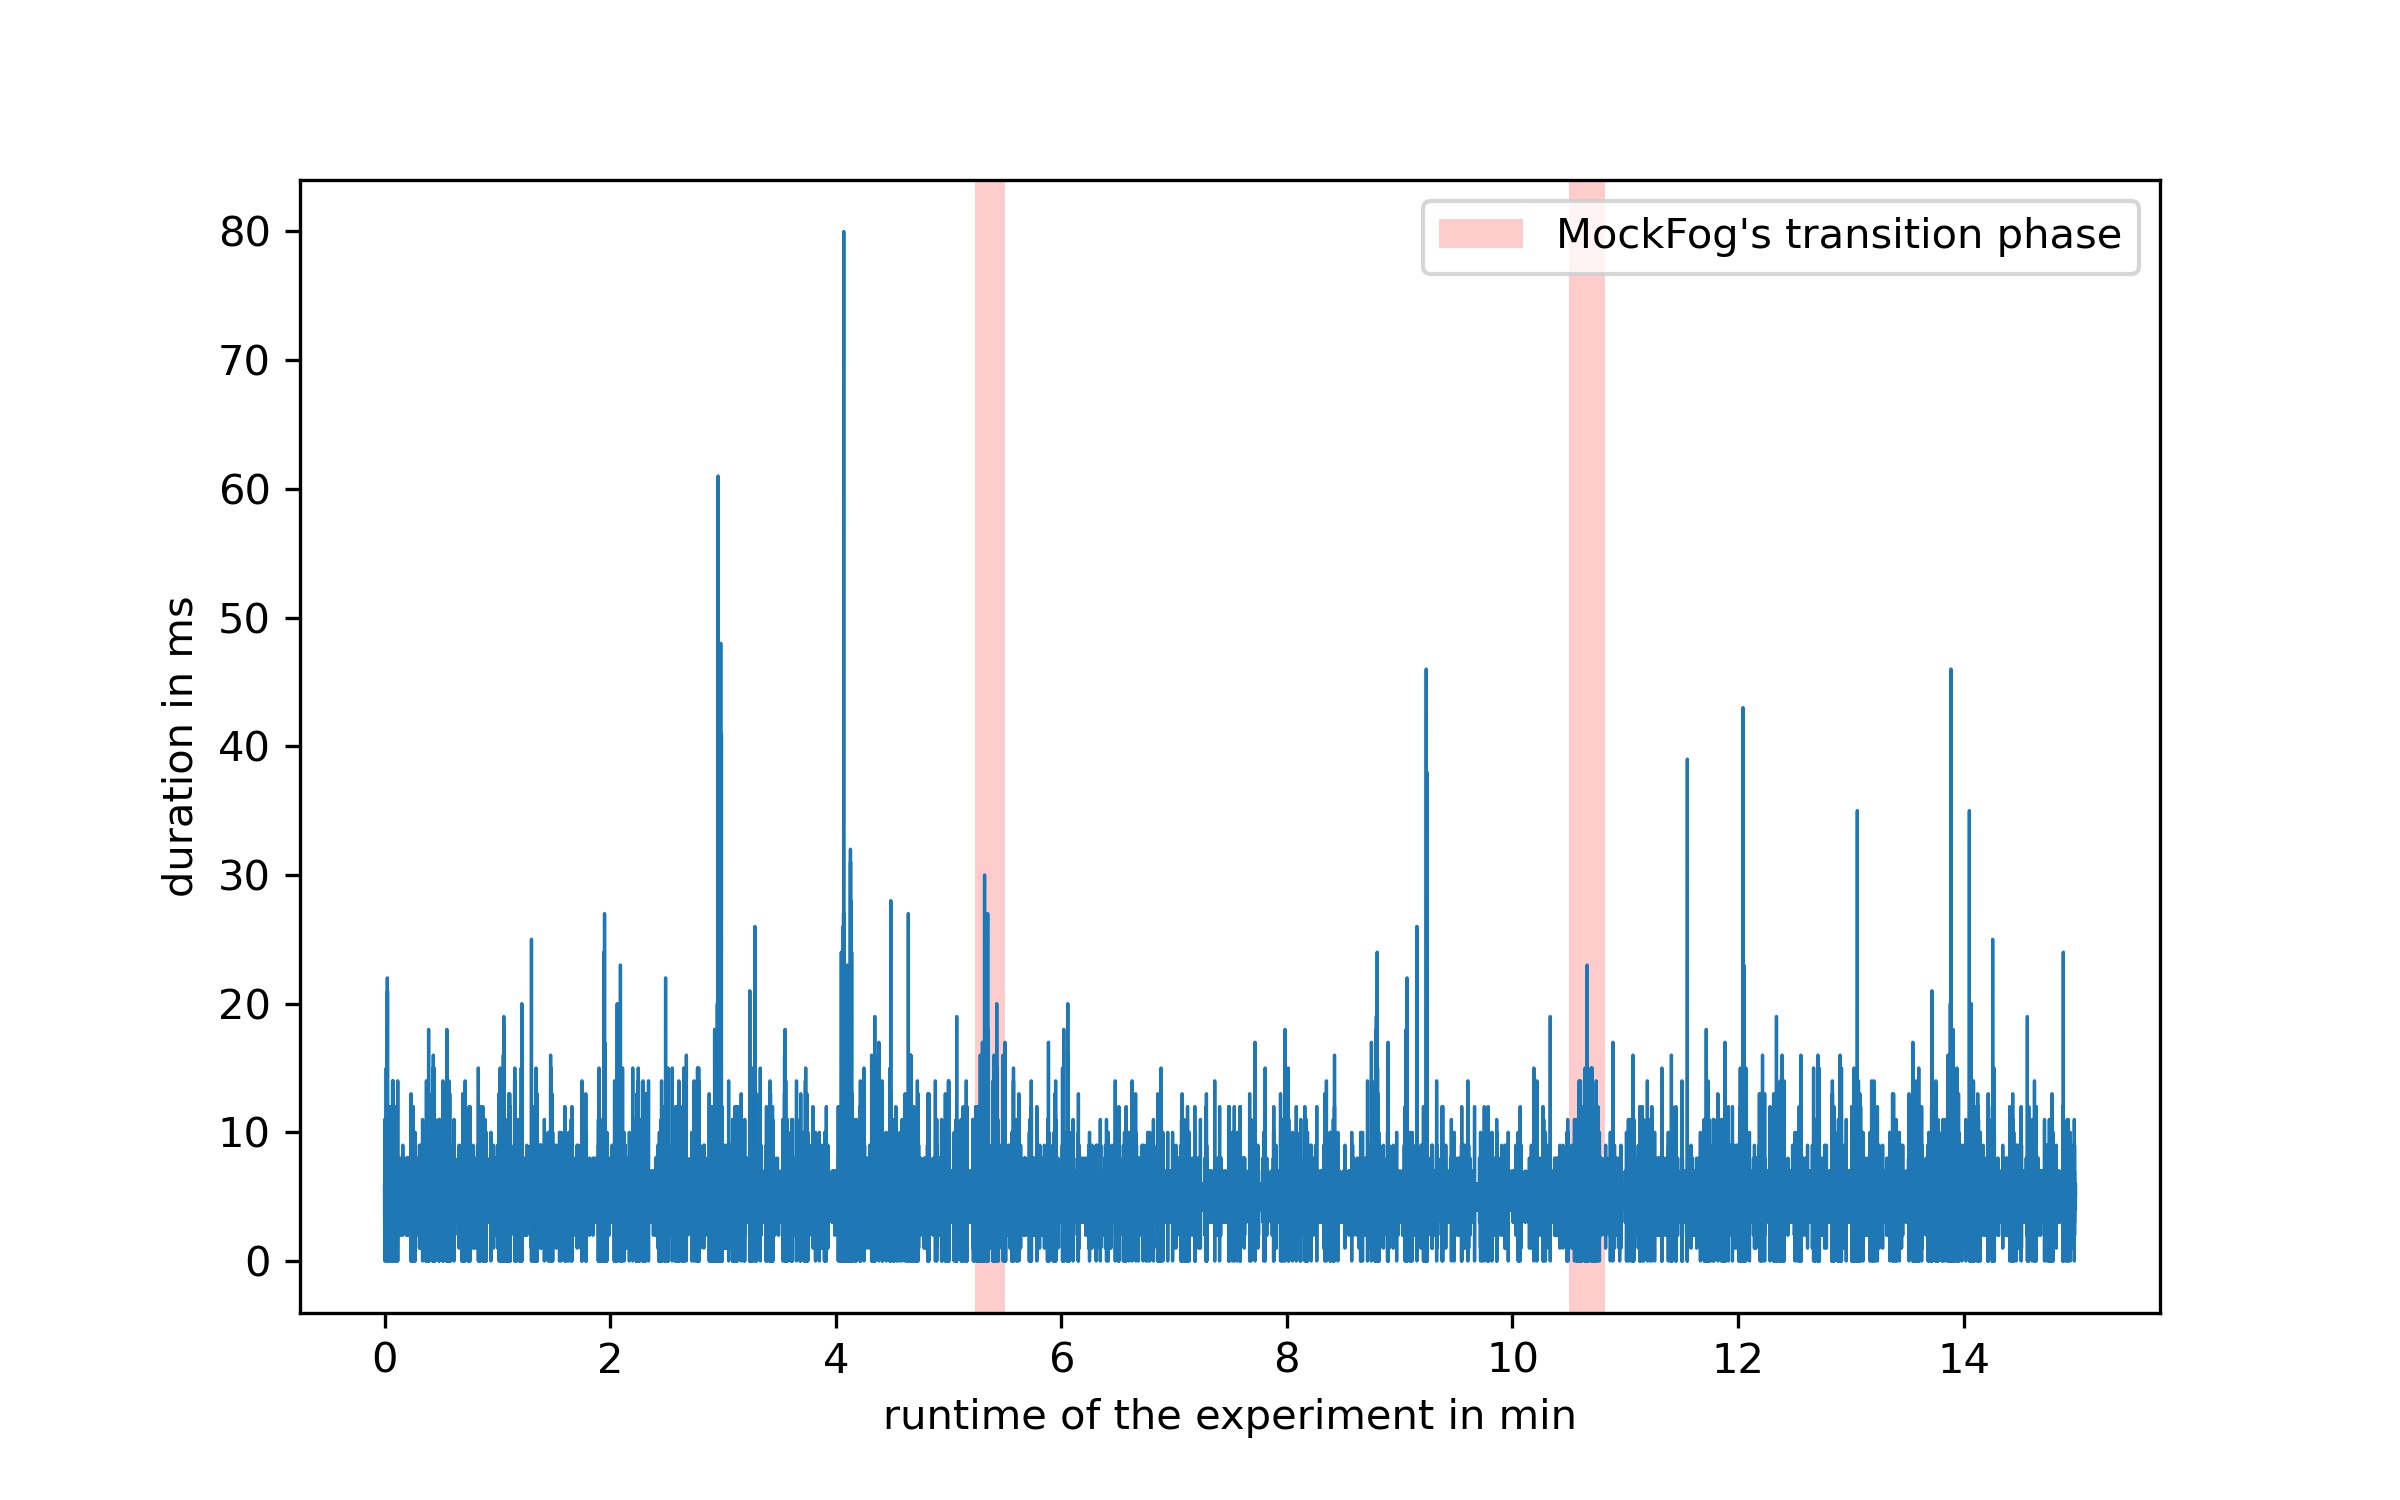 MockFog's transition phase
80
70
60
50
40
30
20
10
0
duration in ms
0 2 4 6 8 10 12 14
runtime of the experiment in min